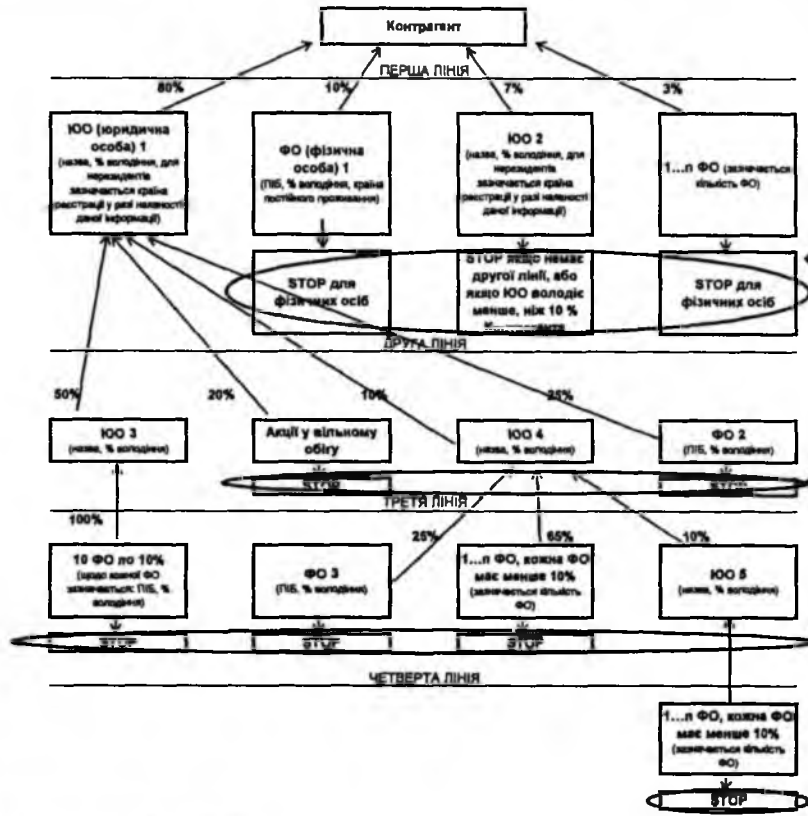 Контрагент
ПЕРША ЛІНІЯ
80%
10%
7%
3%
ЮО (юридична
особа) 1
(назва, % володіння, для
нерезидентів
зазначається країна
реєстрації у разі наявності
даної інформації)
ФО (фізична
особа) 1
(ПІБ, % володіння, країна
постійного проживання)
ЮО 2
(назва, % володіння, для
нерезидентів
зазначається країна
реєстрації у разі наявності
даної інформації)
1...п ФО (зазначається
кількість ФО)
STOP для
фізичних осіб
STOP якщо немає
другої лінії, або
якщо ЮО володіє
менше, ніж 10 %
STOP для
фізичних осіб
ДРУГА ЛІНІЯ
50%
20%
10%
25%
ЮО 3
(назва, % володіння)
Акції у вільному
обігу
STOP
ЮО 4
(назва, % володіння)
ФО 2
(ПІБ, % володіння)
STOP
ТРЕТЯ ЛІНІЯ
100%
25%
65%
10%
10 ФО по 10%
(щодо кожної ФО
зазначається: ПІБ, %
володіння)
STOP
ФО 3
(ПІБ, % володіння)
STOP
1...п ФО, кожна ФО
має менше 10%
(зазначається кількість
ФО)
STOP
ЮО 5
(назва, % володіння)
ЧЕТВЕРТА ЛІНІЯ
1...п ФО, кожна ФО
має менше 10%
(зазначається кількість
ФО)
STOP